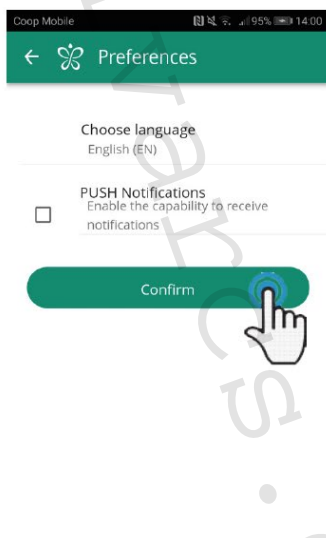 Coop Mobile 95% 14:00
Preferences
Choose language
English (EN)
PUSH Notifications
Enable the capability to receive
notifications
Confirm